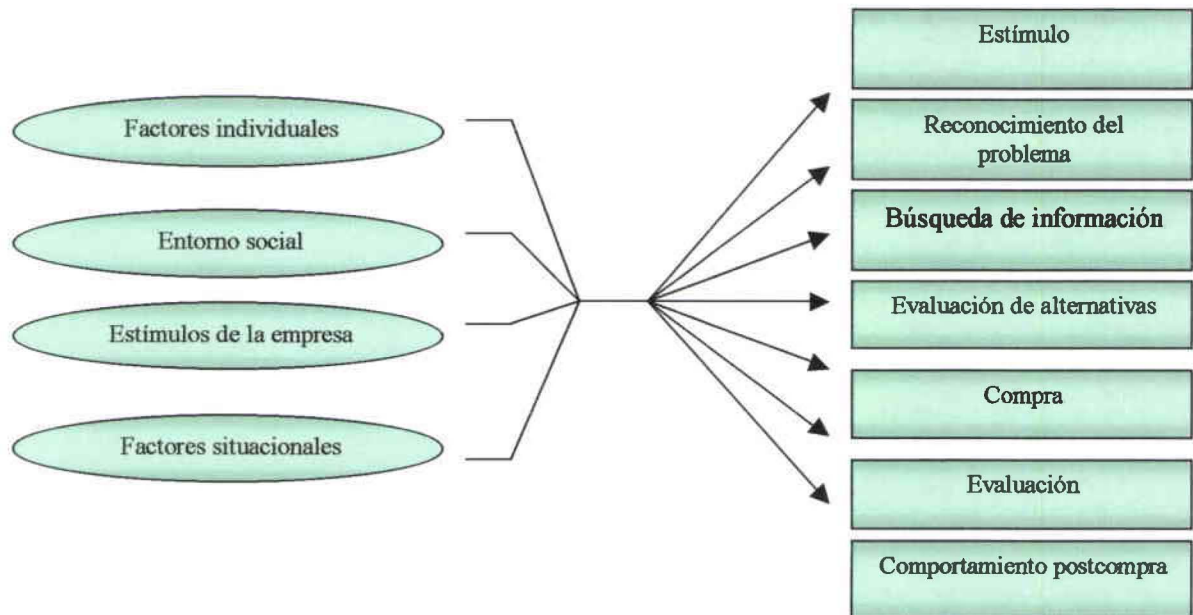 Factores individuales
Entorno social
Estímulos de la empresa
Factores situacionales
Estímulo
Reconocimiento del
problema
Búsqueda de información
Evaluación de alternativas
Compra
Evaluación
Comportamiento postcompra